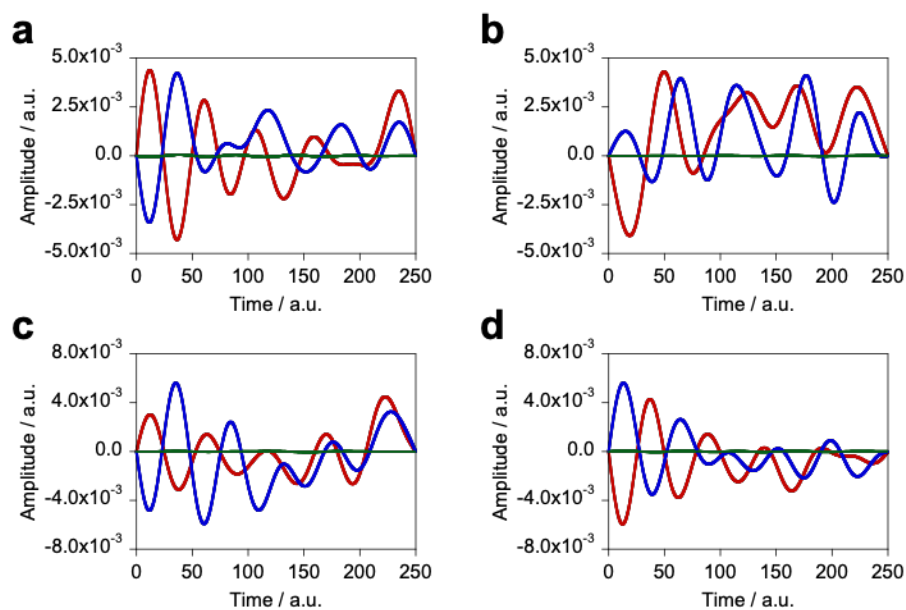 a
5.0x10⁻³
2.5x10⁻³
0.0
-2.5x10⁻³
-5.0x10⁻³
Amplitude / a.u.
0 50 100 150 200 250
Time / a.u.
b
5.0x10⁻³
2.5x10⁻³
0.0
-2.5x10⁻³
-5.0x10⁻³
Amplitude / a.u.
0 50 100 150 200 250
Time / a.u.
c
8.0x10⁻³
4.0x10⁻³
0.0
-4.0x10⁻³
-8.0x10⁻³
Amplitude / a.u.
0 50 100 150 200 250
Time / a.u.
d
8.0x10⁻³
4.0x10⁻³
0.0
-4.0x10⁻³
-8.0x10⁻³
Amplitude / a.u.
0 50 100 150 200 250
Time / a.u.